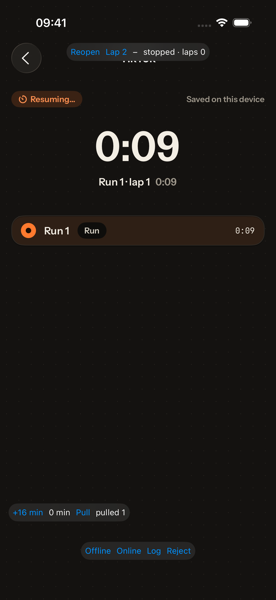 09:41
Reopen Lap 2 – stopped · laps 0
Resuming...
Saved on this device
0:09
Run 1 · lap 1 0:09
Run 1 Run 0:09
+16 min 0 min Pull pulled 1
Offline Online Log Reject